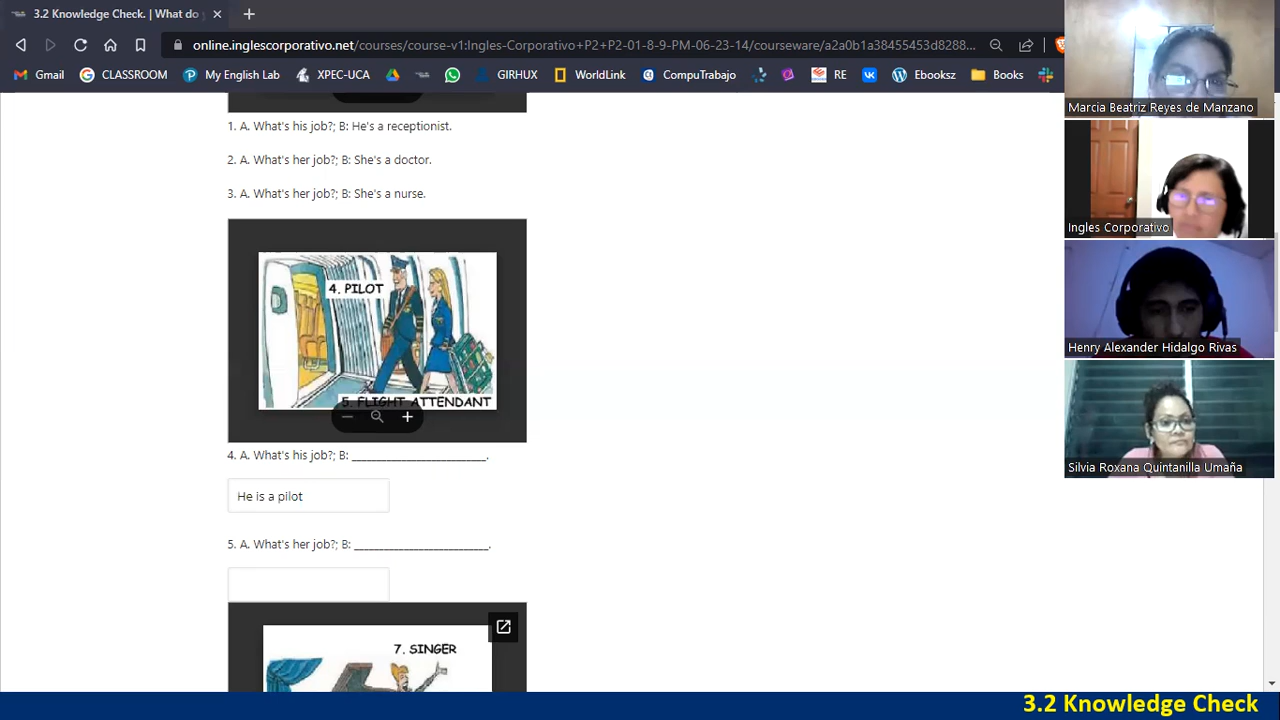 3.2 Knowledge Check. | What do
online.inglescorporativo.net/courses/course-v1:Ingles-Corporativo+P2+P2-01-8-9-PM-06-23-14/courseware/a2a0b1a38455453d8288...
Gmail CLASSROOM My English Lab XPEC-UCA GIRHUX WorldLink CompuTrabajo RE Ebooksz Books
1. A. What's his job?; B: He's a receptionist.
2. A. What's her job?; B: She's a doctor.
3. A. What's her job?; B: She's a nurse.
4. PILOT
5. FLIGHT ATTENDANT
4. A. What's his job?; B: _________________________.
He is a pilot
5. A. What's her job?; B: _________________________.
7. SINGER
Marcia Beatriz Reyes de Manzano
Ingles Corporativo
Henry Alexander Hidalgo Rivas
Silvia Roxana Quintanilla Umaña
3.2 Knowledge Check